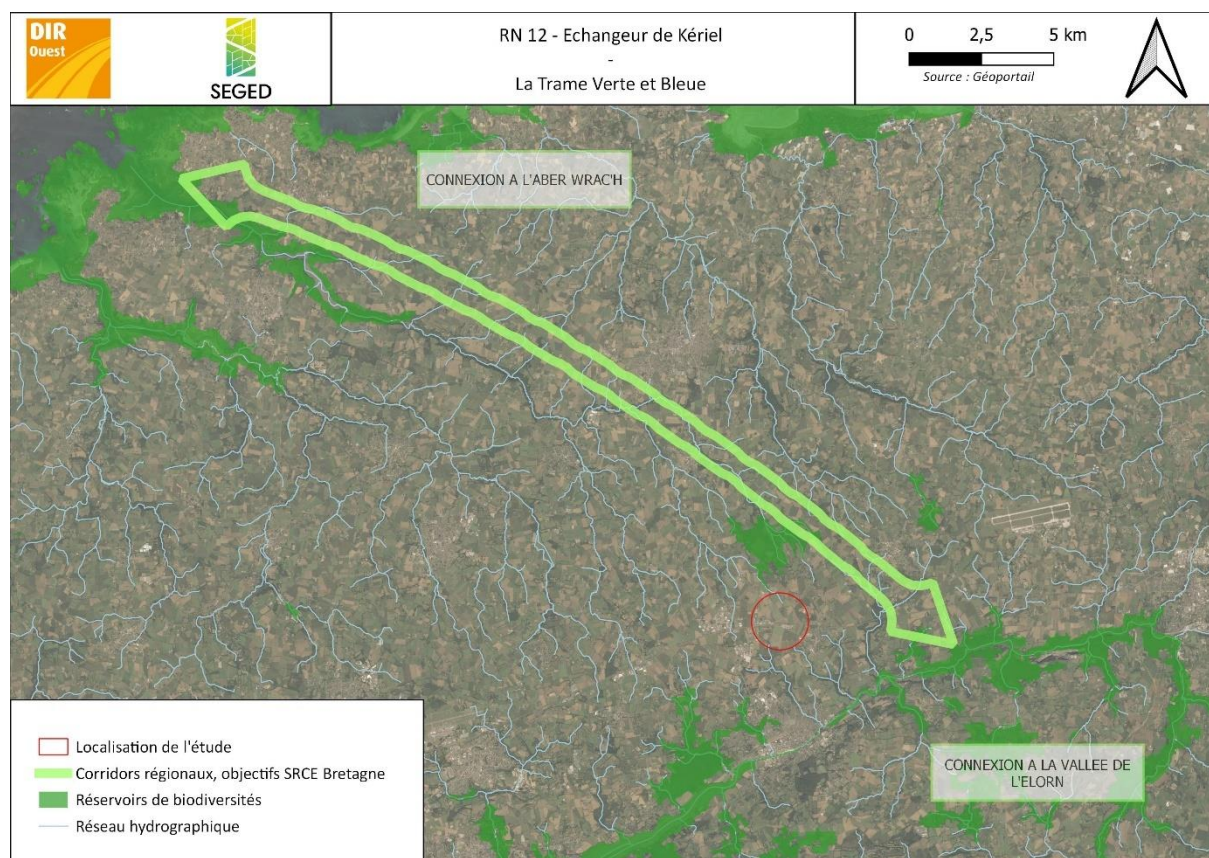 DIR
Ouest
SEGED
RN 12 - Echangeur de Kériel
-
La Trame Verte et Bleue
0 2,5 5 km
Source : Géoportail
CONNEXION A L'ABER WRAC'H
CONNEXION A LA VALLEE DE
L'ELORN
Localisation de l'étude
Corridors régionaux, objectifs SRCE Bretagne
Réservoirs de biodiversités
Réseau hydrographique